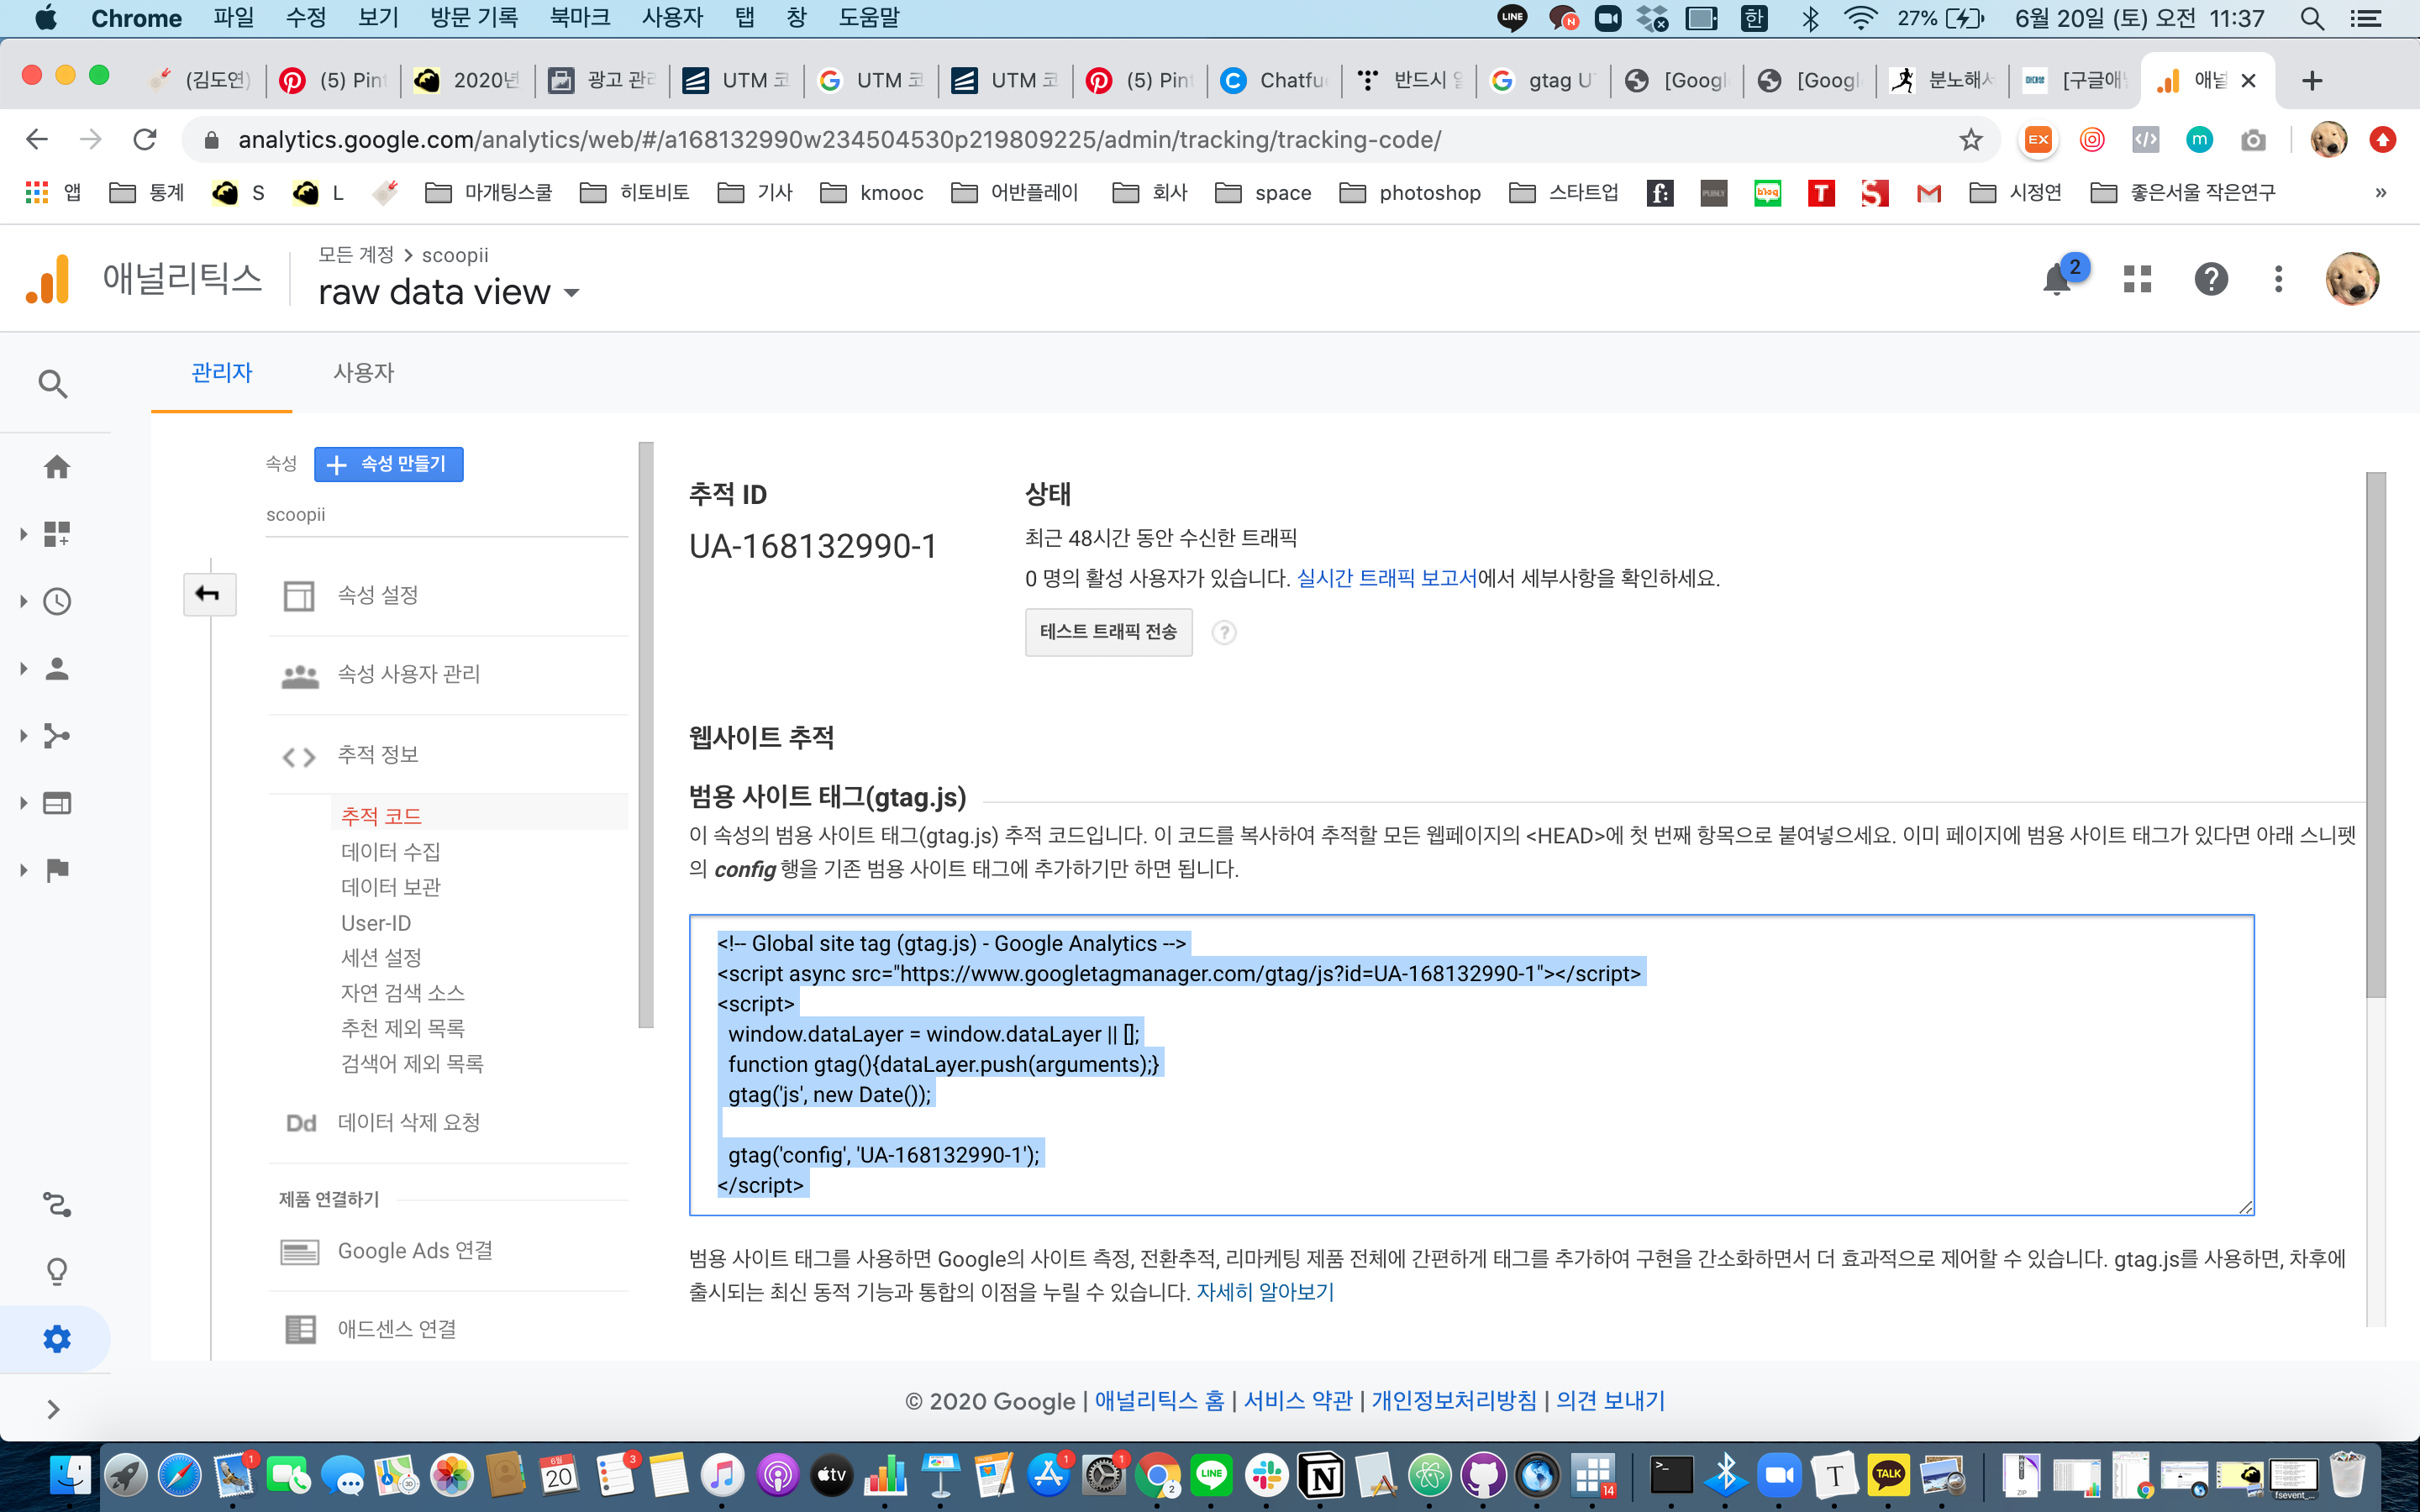 Chrome 파일 수정 보기 방문 기록 북마크 사용자 탭 창 도움말 LINE N 한 27% 6월 20일 (토) 오전 11:37
(김도연) (5) Pin 2020년 광고 관리 UTM 코 UTM 코 UTM 코 (5) Pin Chatfu 반드시 gtag U [Googl [Googl 분노해서 [구글애 애널
analytics.google.com/analytics/web/#/a168132990w234504530p219809225/admin/tracking/tracking-code/
앱 통계 S L 마개팅스쿨 히토비토 기사 kmooc 어반플레이 회사 space photoshop 스타트업 시정연 좋은서울 작은연구 »
모든 계정 > scoopii
애널리틱스 raw data view 2
관리자 사용자
속성 + 속성 만들기
scoopii
속성 설정
속성 사용자 관리
추적 정보
추적 코드
데이터 수집
데이터 보관
User-ID
세션 설정
자연 검색 소스
추천 제외 목록
검색어 제외 목록
Dd 데이터 삭제 요청
제품 연결하기
Google Ads 연결
애드센스 연결
추적 ID
UA-168132990-1
상태
최근 48시간 동안 수신한 트래픽
0 명의 활성 사용자가 있습니다. 실시간 트래픽 보고서에서 세부사항을 확인하세요.
테스트 트래픽 전송 ?
웹사이트 추적
범용 사이트 태그(gtag.js)
이 속성의 범용 사이트 태그(gtag.js) 추적 코드입니다. 이 코드를 복사하여 추적할 모든 웹페이지의 <HEAD>에 첫 번째 항목으로 붙여넣으세요. 이미 페이지에 범용 사이트 태그가 있다면 아래 스니펫
의 config 행을 기존 범용 사이트 태그에 추가하기만 하면 됩니다.
<!-- Global site tag (gtag.js) - Google Analytics -->
<script async src="https://www.googletagmanager.com/gtag/js?id=UA-168132990-1"></script>
<script>
window.dataLayer = window.dataLayer || [];
function gtag(){dataLayer.push(arguments);}
gtag('js', new Date());
gtag('config', 'UA-168132990-1');
</script>
범용 사이트 태그를 사용하면 Google의 사이트 측정, 전환추적, 리마케팅 제품 전체에 간편하게 태그를 추가하여 구현을 간소화하면서 더 효과적으로 제어할 수 있습니다. gtag.js를 사용하면, 차후에
출시되는 최신 동적 기능과 통합의 이점을 누릴 수 있습니다. 자세히 알아보기
© 2020 Google | 애널리틱스 홈 | 서비스 약관 | 개인정보처리방침 | 의견 보내기
1 6월 20 3 tv 1 1 2 LINE N 14 T TALK ZIP